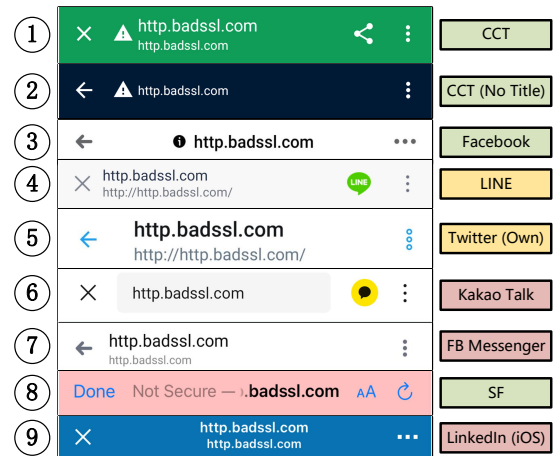 1
http.badssl.com
http.badssl.com
CCT
2
http.badssl.com
CCT (No Title)
3
http.badssl.com
Facebook
4
http.badssl.com
http://http.badssl.com/
LINE
LINE
5
http.badssl.com
http://http.badssl.com/
Twitter (Own)
6
http.badssl.com
Kakao Talk
7
http.badssl.com
http.badssl.com
FB Messenger
8
Done Not Secure — .badssl.com AA
SF
9
http.badssl.com
http.badssl.com
LinkedIn (iOS)